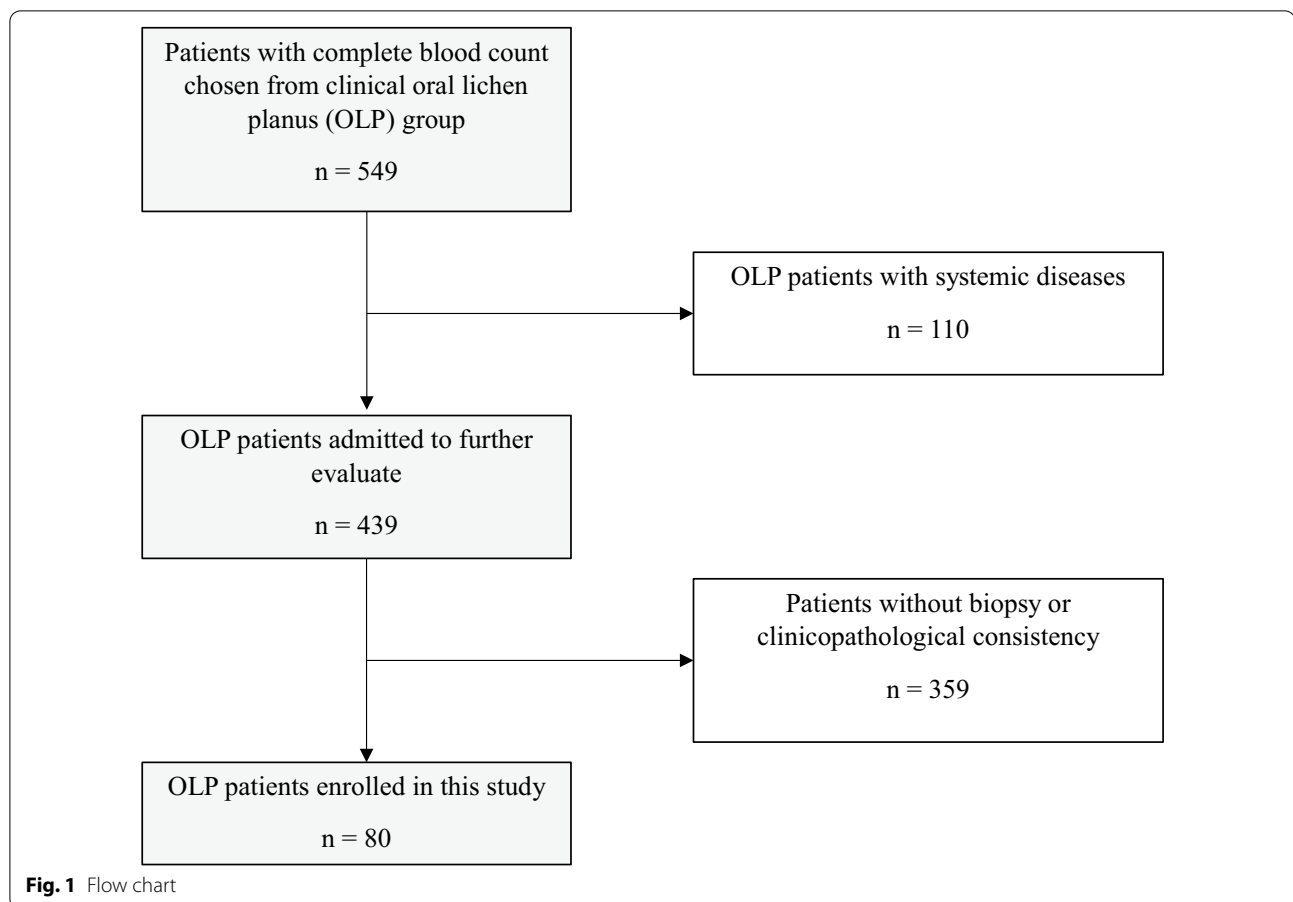 Patients with complete blood count
chosen from clinical oral lichen
planus (OLP) group
n = 549
OLP patients with systemic diseases
n = 110
OLP patients admitted to further
evaluate
n = 439
Patients without biopsy or
clinicopathological consistency
n = 359
OLP patients enrolled in this study
n = 80
Fig. 1 Flow chart